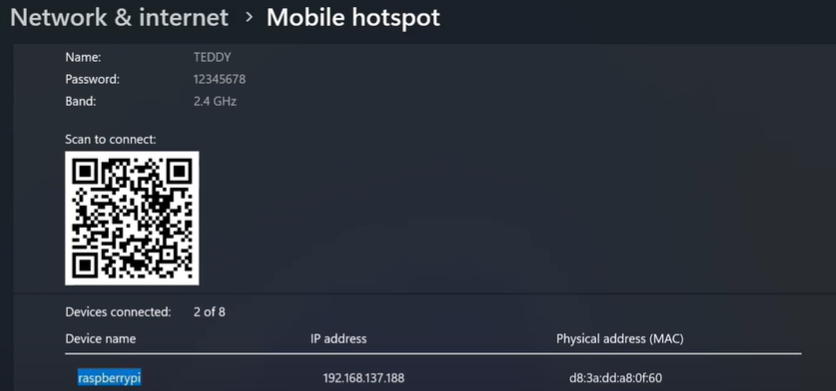 Network & internet > Mobile hotspot
Name: TEDDY
Password: 12345678
Band: 2.4 GHz
Scan to connect:
Devices connected: 2 of 8
Device name IP address Physical address (MAC)
raspberrypi 192.168.137.188 d8:3a:dd:a8:0f:60